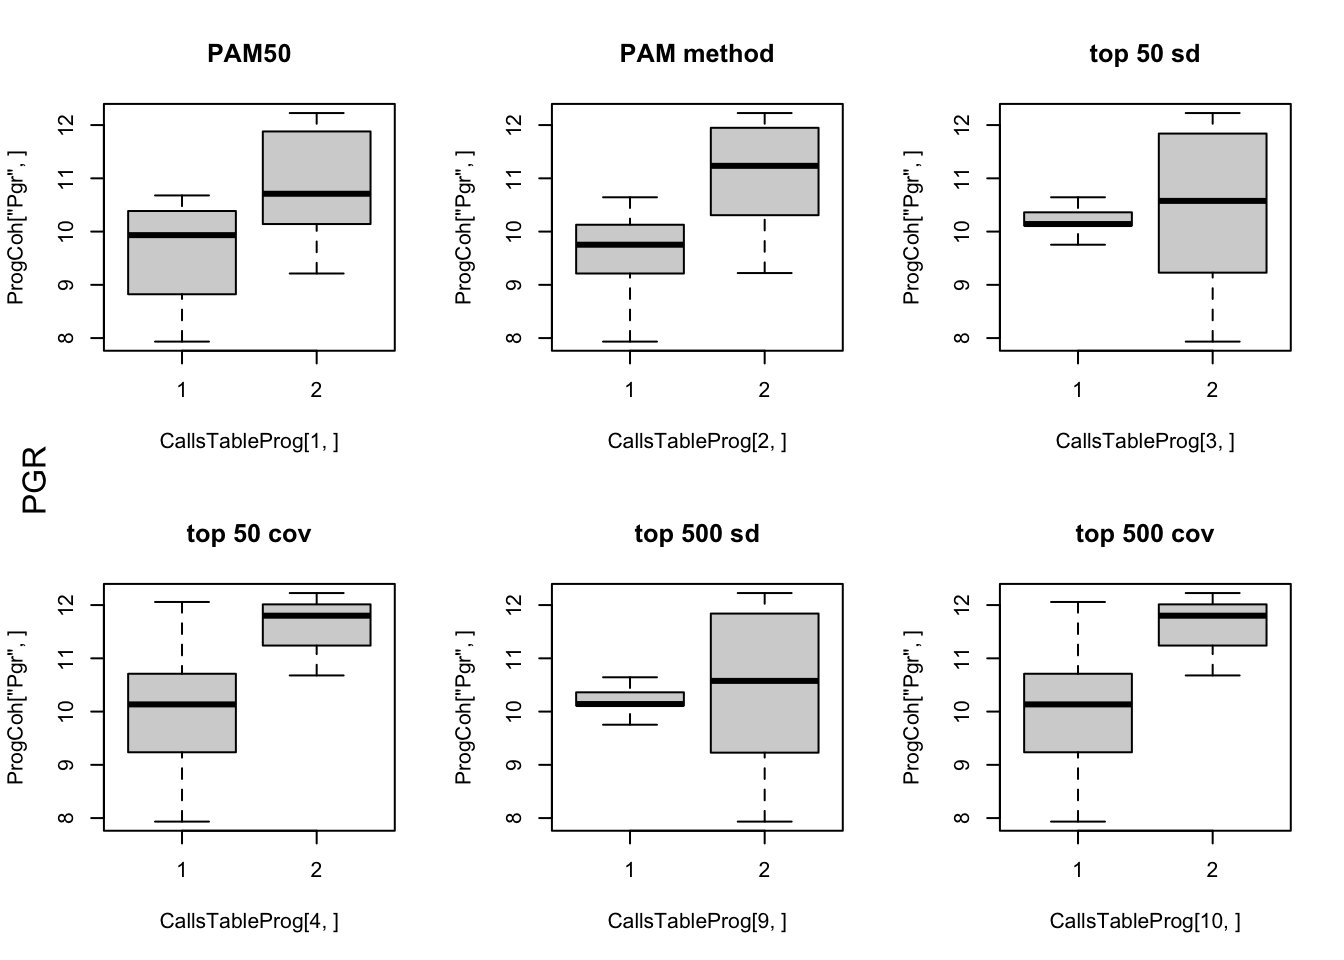 PAM50
ProgCoh["Pgr", ]
12
11
10
9
8
1 2
CallsTableProg[1, ]
PAM method
ProgCoh["Pgr", ]
12
11
10
9
8
1 2
CallsTableProg[2, ]
top 50 sd
ProgCoh["Pgr", ]
12
11
10
9
8
1 2
CallsTableProg[3, ]
PGR
top 50 cov
ProgCoh["Pgr", ]
12
11
10
9
8
1 2
CallsTableProg[4, ]
top 500 sd
ProgCoh["Pgr", ]
12
11
10
9
8
1 2
CallsTableProg[9, ]
top 500 cov
ProgCoh["Pgr", ]
12
11
10
9
8
1 2
CallsTableProg[10, ]